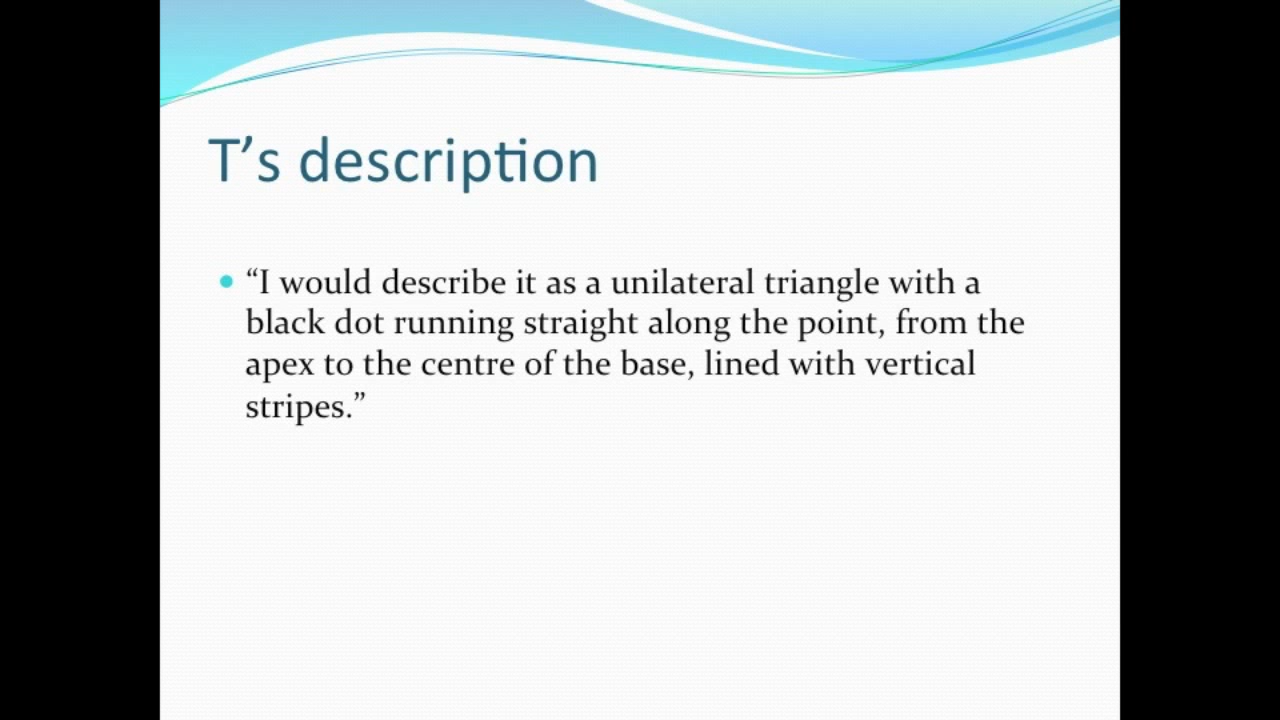 T’s description
“I would describe it as a unilateral triangle with a
black dot running straight along the point, from the
apex to the centre of the base, lined with vertical
stripes.”